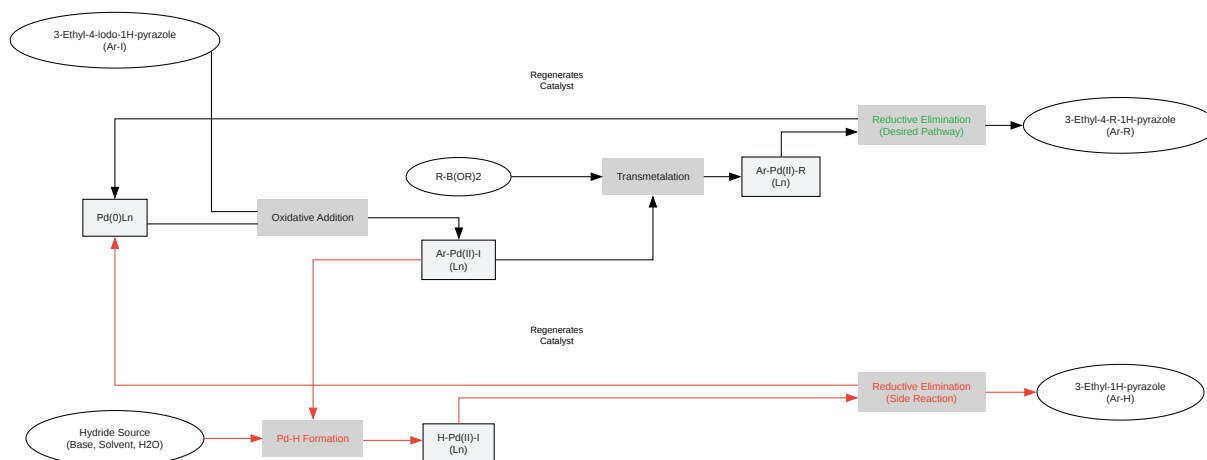 3-Ethyl-4-iodo-1H-pyrazole
(Ar-I)
Regenerates
Catalyst
Reductive Elimination
(Desired Pathway)
3-Ethyl-4-R-1H-pyrazole
(Ar-R)
R-B(OR)2
Transmetalation
Ar-Pd(II)-R
(Ln)
Pd(0)Ln
Oxidative Addition
Ar-Pd(II)-I
(Ln)
Regenerates
Catalyst
Reductive Elimination
(Side Reaction)
3-Ethyl-1H-pyrazole
(Ar-H)
Hydride Source
(Base, Solvent, H2O)
Pd-H Formation
H-Pd(II)-I
(Ln)